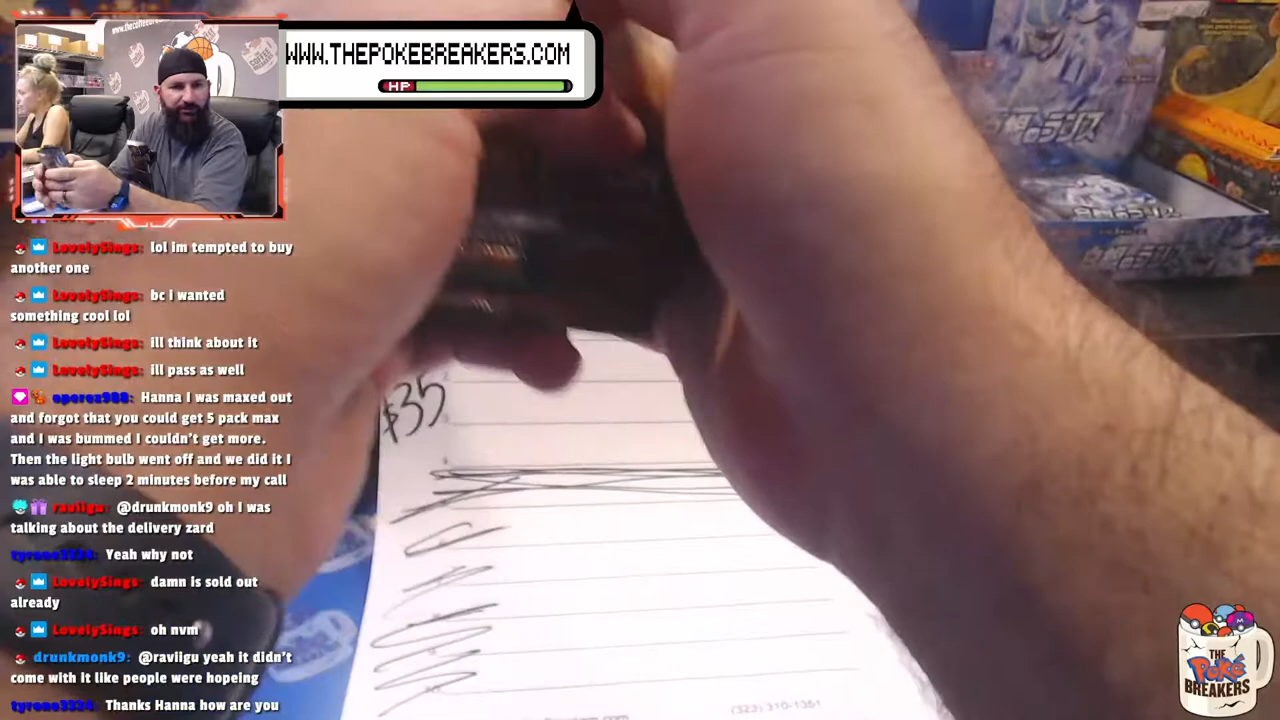 WWW.THEPOKEBREAKERS.COM
HP
LovelySings: lol im tempted to buy
another one
LovelySings: bc i wanted
something cool lol
LovelySings: ill think about it
LovelySings: ill pass as well
Hanna I was maxed out
and forgot that you could get 5 pack max
and I was bummed I couldn't get more.
Then the light bulb went off and we did it I
was able to sleep 2 minutes before my call
raviigu: @drunkmonk9 oh I was
talking about the delivery zard
tyrone3334: Yeah why not
LovelySings: damn is sold out
already
LovelySings: oh nvm
drunkmonk9: @raviigu yeah it didn't
come with it like people were hoping
tyrone3334: Thanks Hanna how are you
$35
THE
POKÉ
BREAKERS